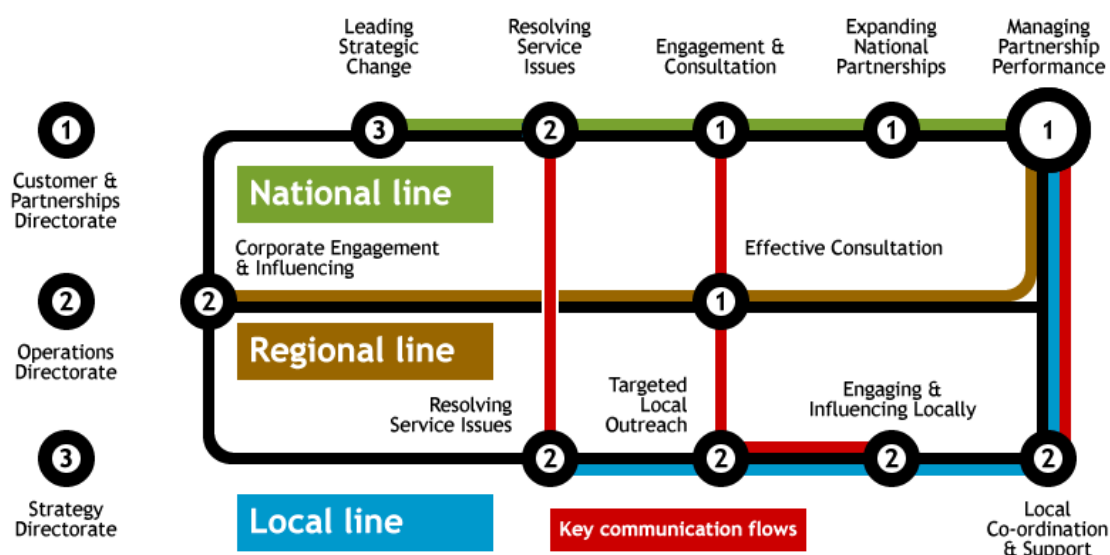 Leading
Strategic
Change
Resolving
Service
Issues
Engagement &
Consultation
Expanding
National
Partnerships
Managing
Partnership
Performance
1
3
2
1
1
1
Customer &
Partnerships
Directorate
National line
Corporate Engagement
& Influencing
Effective Consultation
2
2
1
Operations
Directorate
Regional line
Resolving
Service Issues
Targeted
Local
Outreach
Engaging &
Influencing Locally
3
2
2
2
2
Strategy
Directorate
Local line
Key communication flows
Local
Co-ordination
& Support